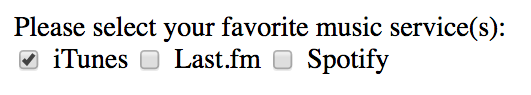 Please select your favorite music service(s):
iTunes Last.fm Spotify